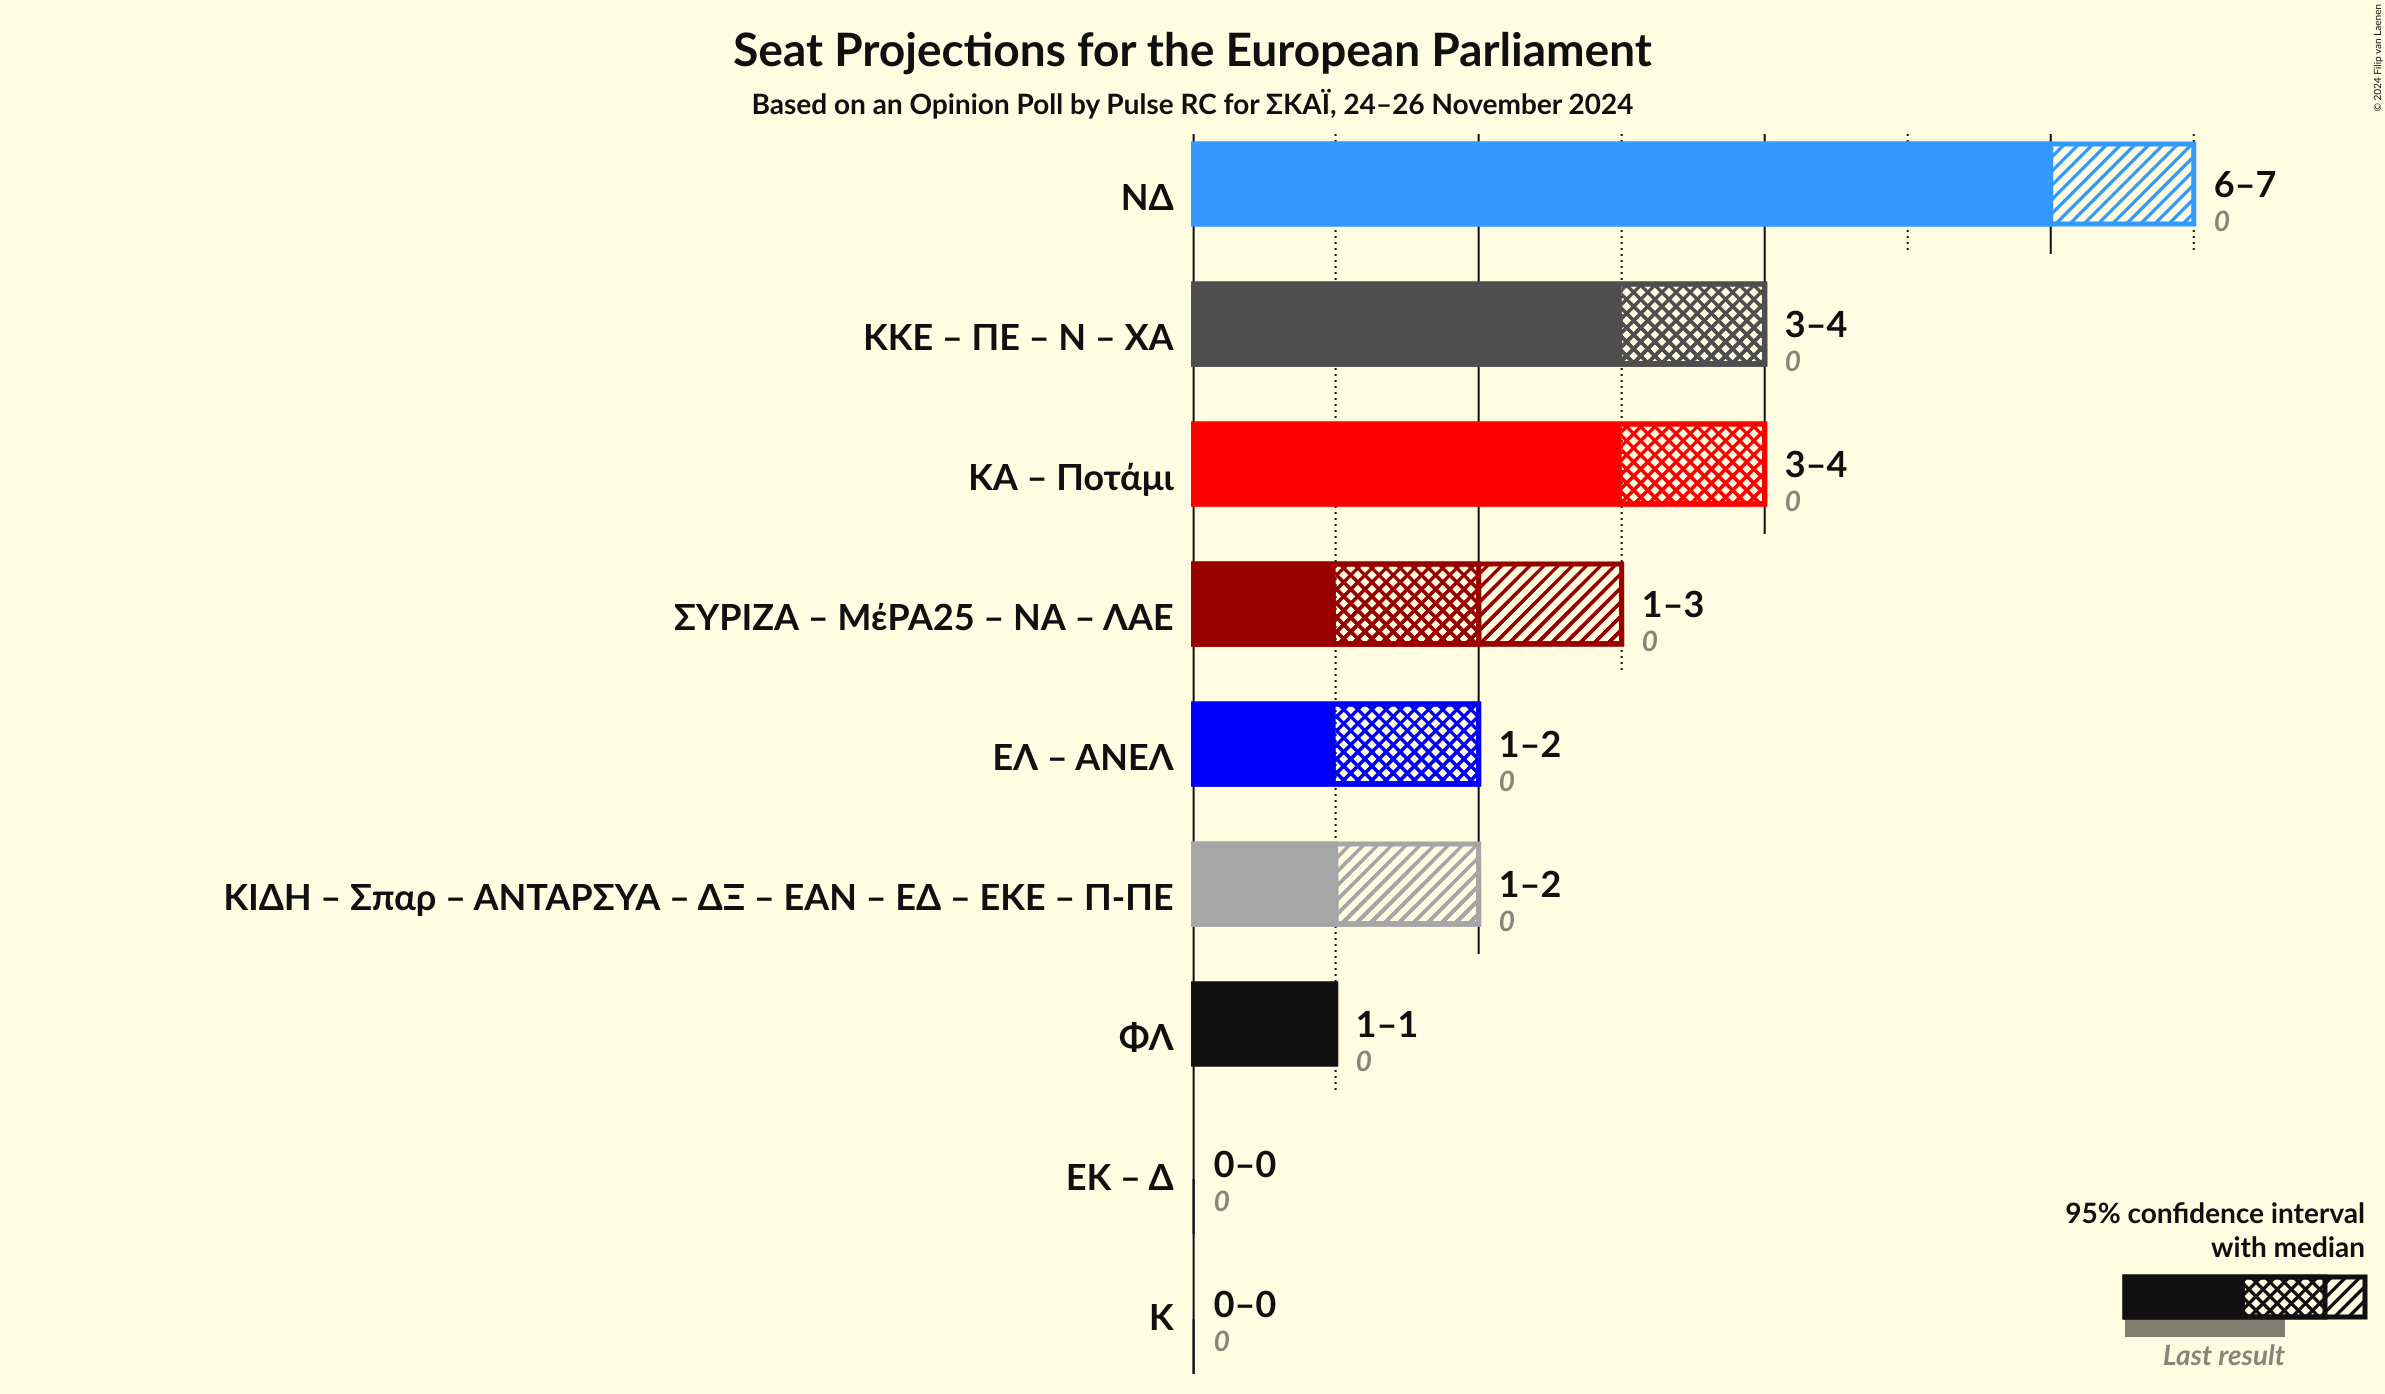 Seat Projections for the European Parliament
Based on an Opinion Poll by Pulse RC for ΣΚΑΪ, 24–26 November 2024
© 2024 Filip van Laenen
ΝΔ
6–7
0
ΚΚΕ – ΠΕ – Ν – ΧΑ
3–4
0
ΚΑ – Ποτάμι
3–4
0
ΣΥΡΙΖΑ – ΜέΡΑ25 – ΝΑ – ΛΑΕ
1–3
0
ΕΛ – ΑΝΕΛ
1–2
0
ΚΙΔΗ – Σπαρ – ΑΝΤΑΡΣΥΑ – ΔΞ – ΕΑΝ – ΕΔ – ΕΚΕ – Π-ΠΕ
1–2
0
ΦΛ
1–1
0
ΕΚ – Δ
0–0
0
Κ
0–0
0
95% confidence interval
with median
Last result